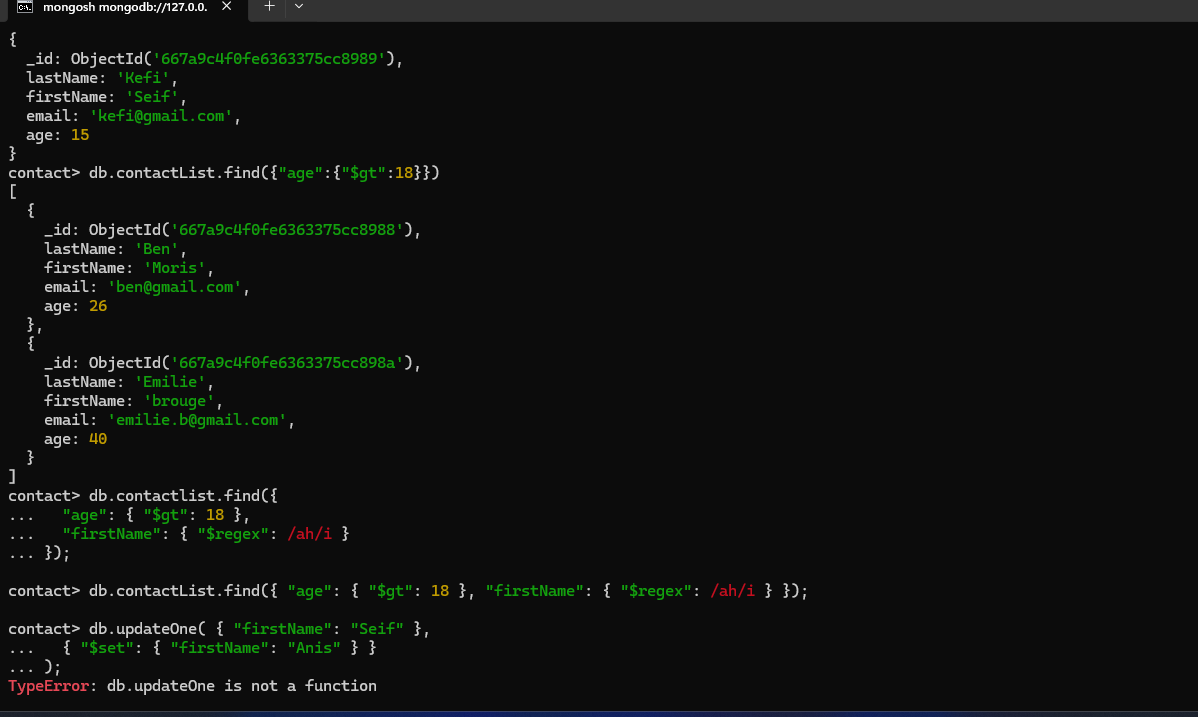 mongosh mongodb://127.0.0.
{
  _id: ObjectId('667a9c4f0fe6363375cc8989'),
  lastName: 'Kefi',
  firstName: 'Seif',
  email: 'kefi@gmail.com',
  age: 15
}
contact> db.contactList.find({"age":{"$gt":18}})
[
  {
    _id: ObjectId('667a9c4f0fe6363375cc8988'),
    lastName: 'Ben',
    firstName: 'Moris',
    email: 'ben@gmail.com',
    age: 26
  },
  {
    _id: ObjectId('667a9c4f0fe6363375cc898a'),
    lastName: 'Emilie',
    firstName: 'brouge',
    email: 'emilie.b@gmail.com',
    age: 40
  }
]
contact> db.contactlist.find({
...   "age": { "$gt": 18 },
...   "firstName": { "$regex": /ah/i }
... });
contact> db.contactList.find({ "age": { "$gt": 18 }, "firstName": { "$regex": /ah/i } });
contact> db.updateOne( { "firstName": "Seif" },
...   { "$set": { "firstName": "Anis" } }
... );
TypeError: db.updateOne is not a function